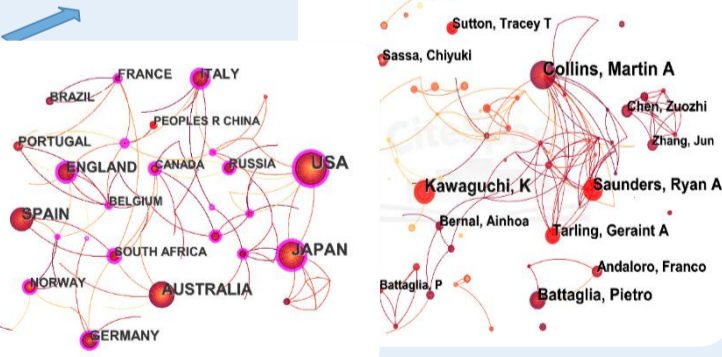 FRANCE
ITALY
BRAZIL
PEOPLES R CHINA
PORTUGAL
ENGLAND
CANADA
RUSSIA
USA
BELGIUM
SPAIN
SOUTH AFRICA
JAPAN
NORWAY
AUSTRALIA
GERMANY
Sutton, Tracey T
Sassa, Chiyuki
Collins, Martin A
Chen, Zuozhi
Zhang, Jun
Kawaguchi, K
Saunders, Ryan A
Bernal, Ainhoa
Tarling, Geraint A
Andaloro, Franco
Battaglia, P
Battaglia, Pietro